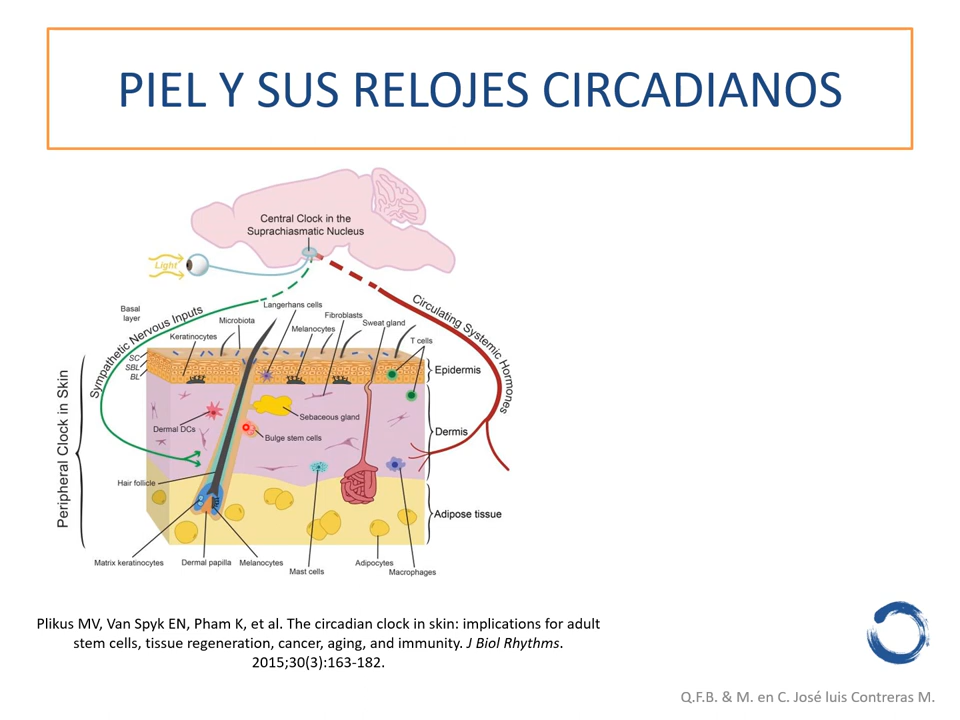 PIEL Y SUS RELOJES CIRCADIANOS
Central Clock in the
Suprachiasmatic Nucleus
Light
Sympathetic Nervous Inputs
Circulating Systemic Hormones
Basal
layer
Langerhans cells
Microbiota
Fibroblasts
Keratinocytes
Melanocytes
Sweat gland
T cells
SC
SBL
BL
Epidermis
Peripheral Clock in Skin
Sebaceous gland
Dermal DCs
Bulge stem cells
Dermis
Hair follicle
Adipose tissue
Matrix keratinocytes
Dermal papilla
Melanocytes
Mast cells
Adipocytes
Macrophages
Plikus MV, Van Spyk EN, Pham K, et al. The circadian clock in skin: implications for adult
stem cells, tissue regeneration, cancer, aging, and immunity. J Biol Rhythms.
2015;30(3):163-182.
Q.F.B. & M. en C. José luis Contreras M.